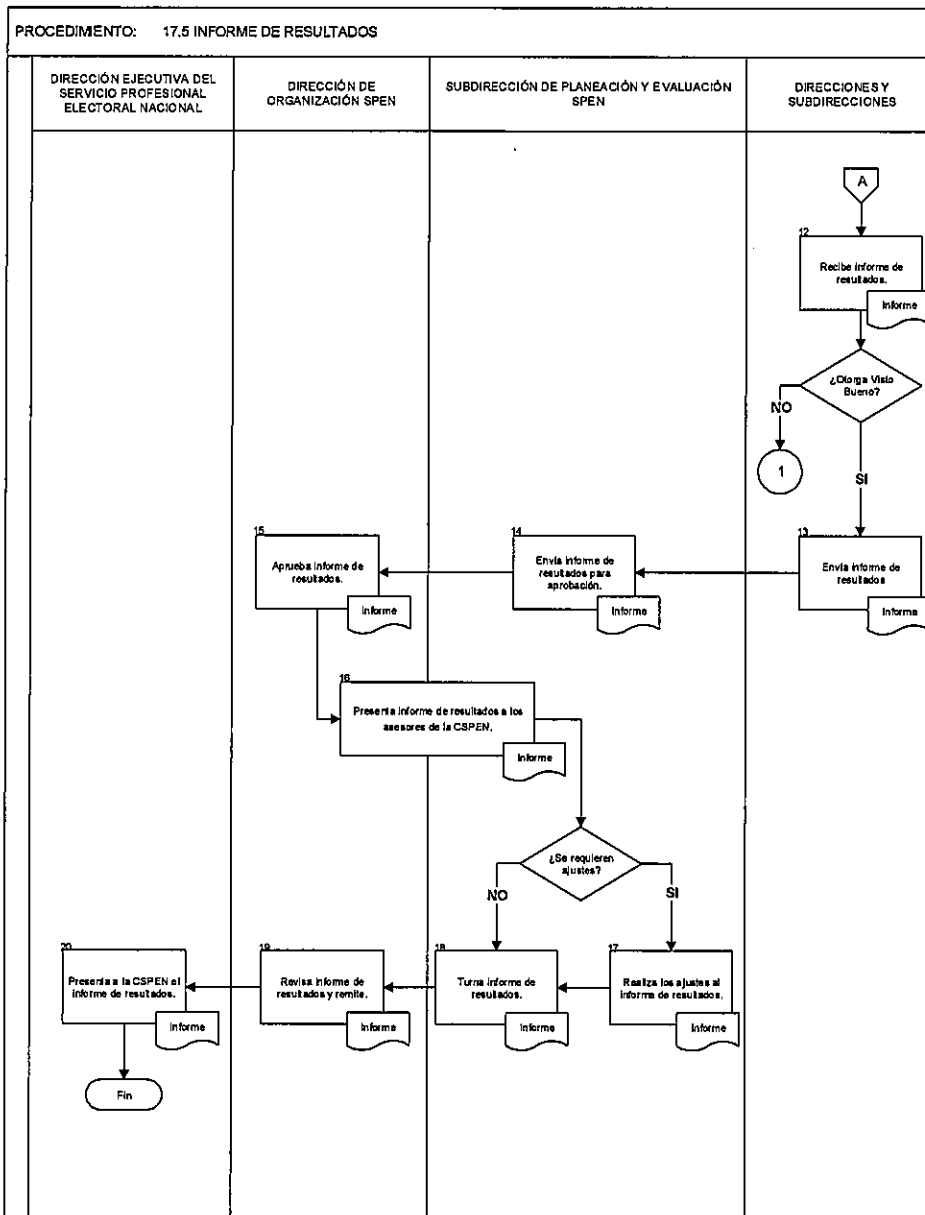 PROCEDIMIENTO: 17.5 INFORME DE RESULTADOS
DIRECCIÓN EJECUTIVA DEL
SERVICIO PROFESIONAL
ELECTORAL NACIONAL
DIRECCIÓN DE
ORGANIZACIÓN SPEN
SUBDIRECCIÓN DE PLANEACIÓN Y EVALUACIÓN
SPEN
DIRECCIONES Y
SUBDIRECCIONES
A
12
Recibe informe de
resultados.
Informe
¿Otorga Visto
Bueno?
NO
1
SI
15
Aprueba informe de
resultados.
Informe
14
Envía informe de
resultados para
aprobación.
Informe
13
Envía informe de
resultados
Informe
16
Presenta informe de resultados a los
asesores de la CSPEN.
Informe
¿Se requieren
ajustes?
NO
SI
20
Presenta a la CSPEN el
informe de resultados.
Informe
19
Revisa informe de
resultados y remite.
Informe
18
Turna informe de
resultados.
Informe
17
Realiza los ajustes al
informe de resultados.
Informe
Fin